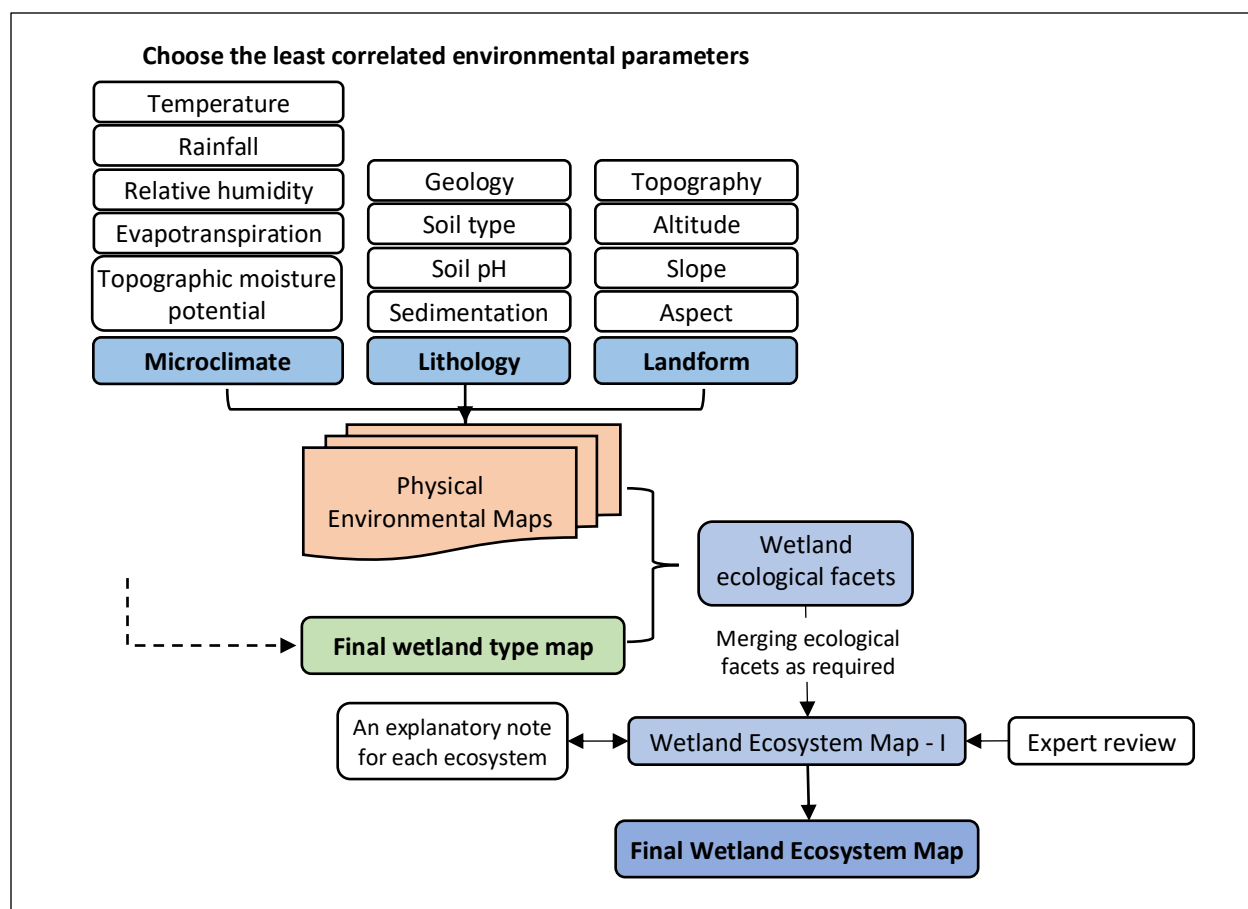 Choose the least correlated environmental parameters
Temperature
Rainfall
Relative humidity
Evapotranspiration
Topographic moisture
potential
Microclimate
Geology
Soil type
Soil pH
Sedimentation
Lithology
Topography
Altitude
Slope
Aspect
Landform
Physical
Environmental Maps
Wetland
ecological facets
Final wetland type map
Merging ecological
facets as required
An explanatory note
for each ecosystem
Wetland Ecosystem Map - I
Expert review
Final Wetland Ecosystem Map